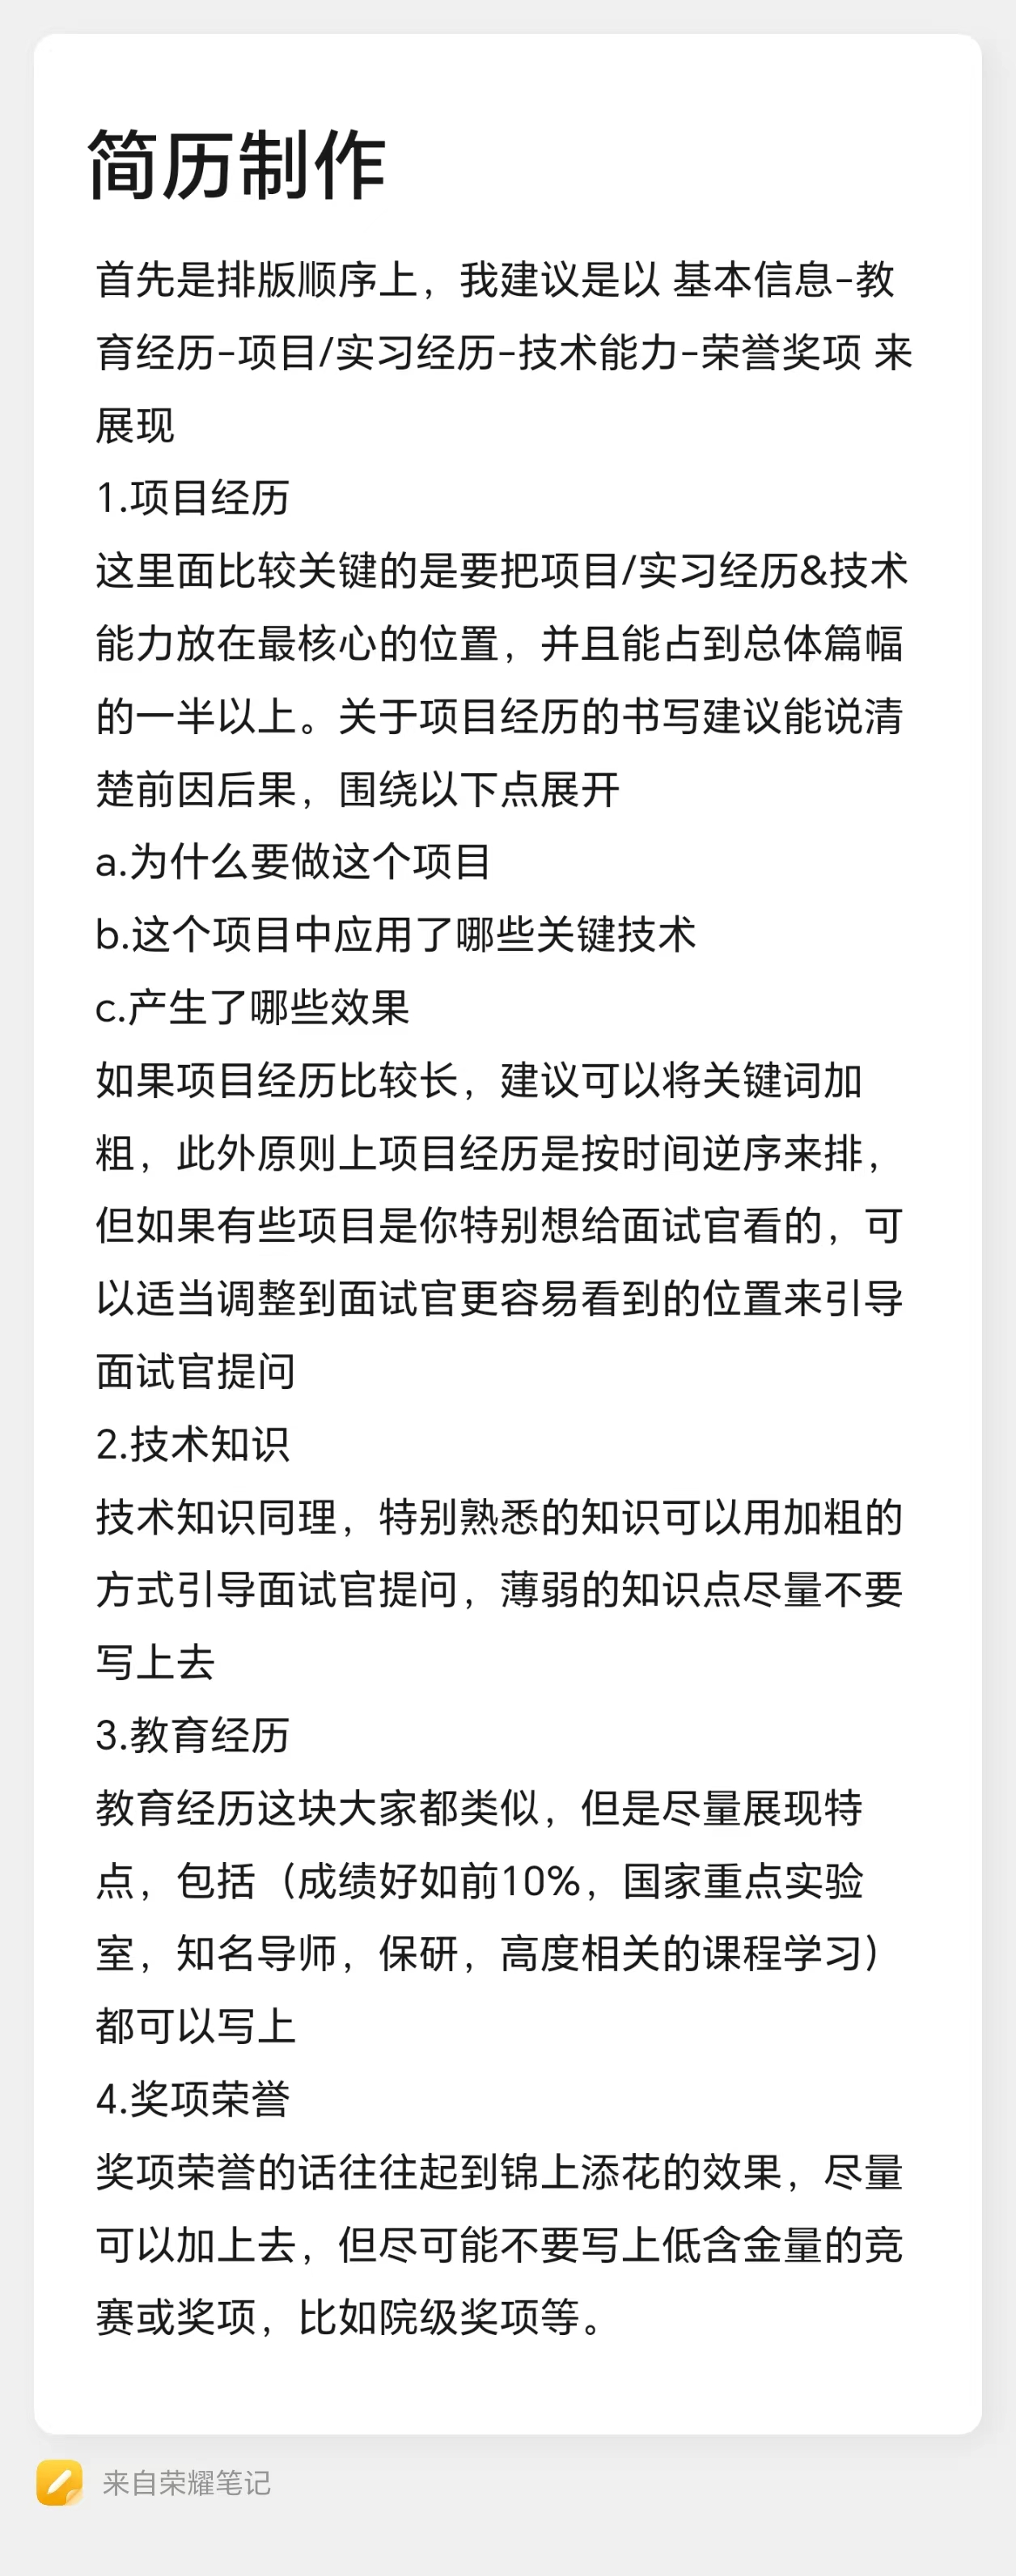 简历制作
首先是排版顺序上，我建议是以 基本信息-教
育经历-项目/实习经历-技术能力-荣誉奖项 来
展现
1.项目经历
这里面比较关键的是要把项目/实习经历&技术
能力放在最核心的位置，并且能占到总体篇幅
的一半以上。关于项目经历的书写建议能说清
楚前因后果，围绕以下点展开
a.为什么要做这个项目
b.这个项目中应用了哪些关键技术
c.产生了哪些效果
如果项目经历比较长，建议可以将关键词加
粗，此外原则上项目经历是按时间逆序来排，
但如果有些项目是你特别想给面试官看的，可
以适当调整到面试官更容易看到的位置来引导
面试官提问
2.技术知识
技术知识同理，特别熟悉的知识可以用加粗的
方式引导面试官提问，薄弱的知识点尽量不要
写上去
3.教育经历
教育经历这块大家都类似，但是尽量展现特
点，包括（成绩好如前10%，国家重点实验
室，知名导师，保研，高度相关的课程学习）
都可以写上
4.奖项荣誉
奖项荣誉的话往往起到锦上添花的效果，尽量
可以加上去，但尽可能不要写上低含金量的竞
赛或奖项，比如院级奖项等。
来自荣耀笔记